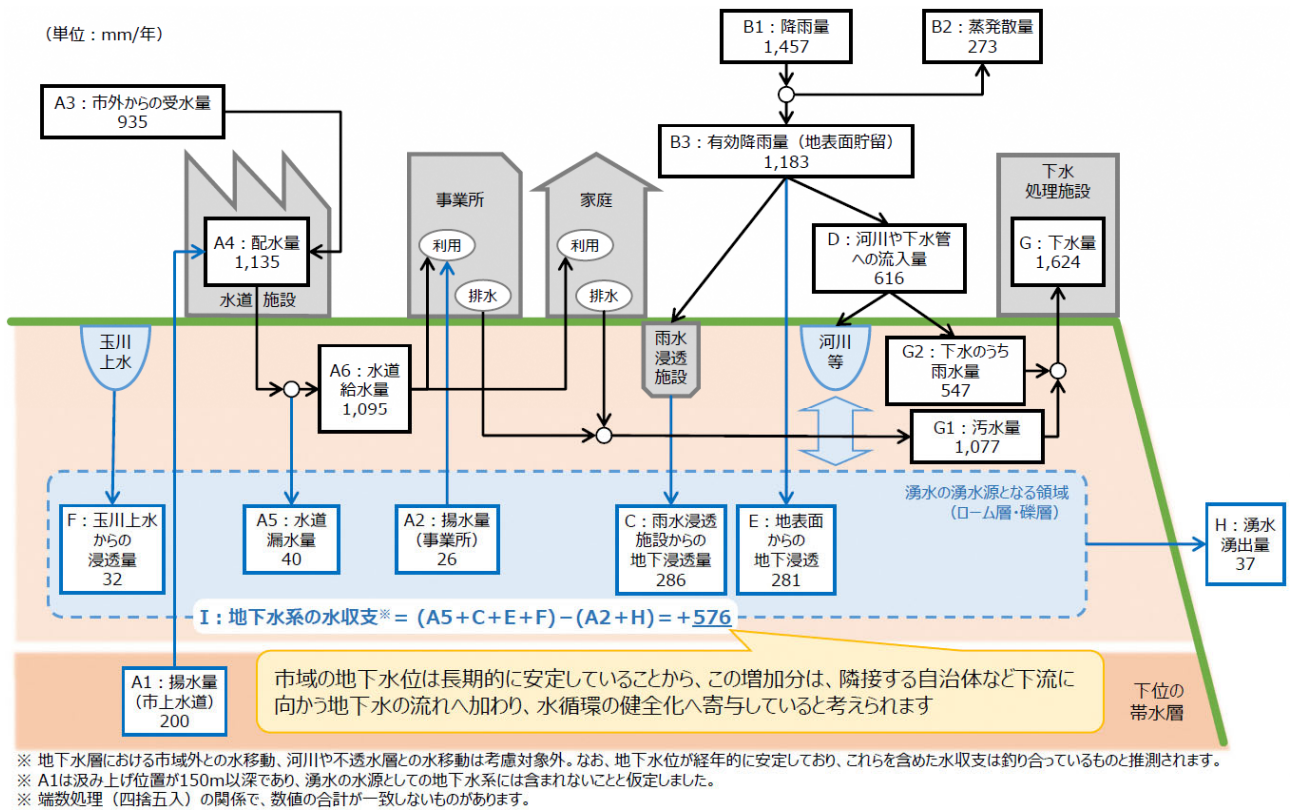 (単位：mm/年)
B1：降雨量
1,457
B2：蒸発散量
273
A3：市外からの受水量
935
B3：有効降雨量（地表面貯留）
1,183
事業所
家庭
下水
処理施設
A4：配水量
1,135
水道 施設
利用
利用
排水
排水
D：河川や下水管
への流入量
616
G：下水量
1,624
玉川
上水
雨水
浸透
施設
河川
等
A6：水道
給水量
1,095
G2：下水のうち
雨水量
547
G1：汚水量
1,077
湧水の湧水源となる領域
（ローム層・礫層）
F：玉川上水
からの
浸透量
32
A5：水道
漏水量
40
A2：揚水量
（事業所）
26
C：雨水浸透
施設からの
地下浸透量
286
E：地表面
からの
地下浸透
281
H：湧水
湧出量
37
I：地下水系の水収支※＝（A5＋C＋E＋F）－（A2＋H）＝＋576
市域の地下水位は長期的に安定していることから、この増加分は、隣接する自治体など下流に
向かう地下水の流れへ加わり、水循環の健全化へ寄与していると考えられます
A1：揚水量
（市上水道）
200
下位の
帯水層
※ 地下水層における市域外との水移動、河川や不透水層との水移動は考慮対象外。なお、地下水位が経年的に安定しており、これらを含めた水収支は釣り合っているものと推測されます。
※ A1は汲み上げ位置が150m以深であり、湧水の水源としての地下水系には含まれないことと仮定しました。
※ 端数処理（四捨五入）の関係で、数値の合計が一致しないものがあります。